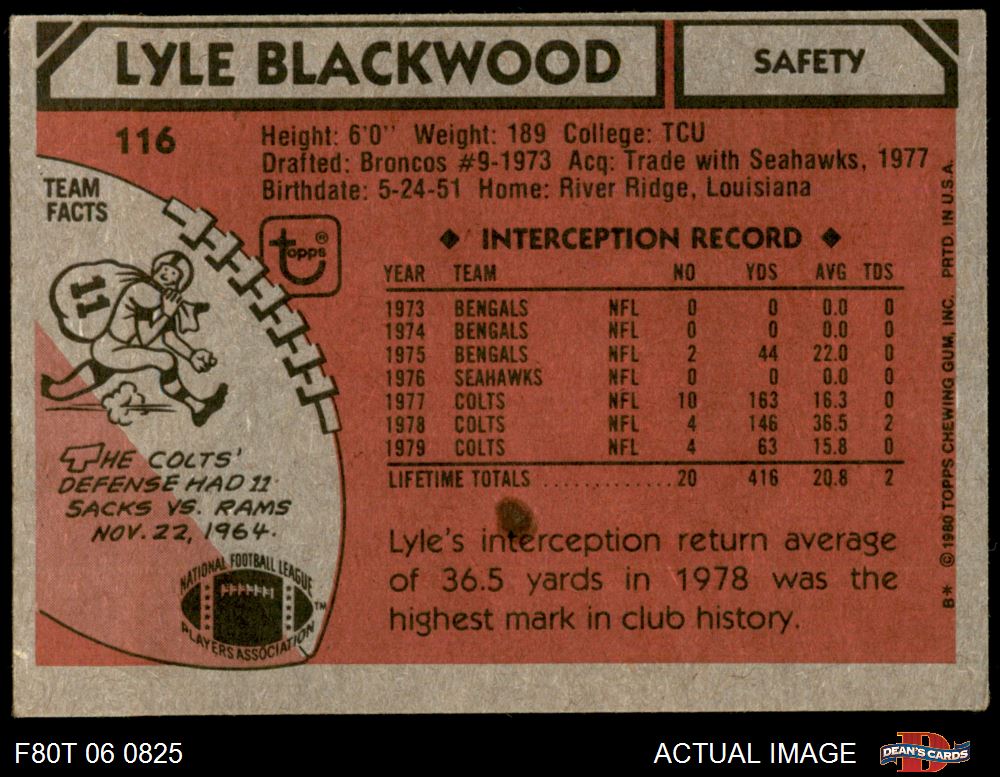 LYLE BLACKWOOD SAFETY
116
Height: 6'0" Weight: 189 College: TCU
Drafted: Broncos #9-1973 Acq: Trade with Seahawks, 1977
Birthdate: 5-24-51 Home: River Ridge, Louisiana
TEAM
FACTS
topps®
11
THE COLTS'
DEFENSE HAD 11
SACKS VS. RAMS
NOV. 22, 1964.
NATIONAL FOOTBALL LEAGUE
PLAYERS ASSOCIATION
TM
◆ INTERCEPTION RECORD ◆
YEAR TEAM NO YDS AVG TDS
1973 BENGALS NFL 0 0 0.0 0
1974 BENGALS NFL 0 0 0.0 0
1975 BENGALS NFL 2 44 22.0 0
1976 SEAHAWKS NFL 0 0 0.0 0
1977 COLTS NFL 10 163 16.3 0
1978 COLTS NFL 4 146 36.5 2
1979 COLTS NFL 4 63 15.8 0
LIFETIME TOTALS ............. 20 416 20.8 2
Lyle's interception return average
of 36.5 yards in 1978 was the
highest mark in club history.
B* © 1980 TOPPS CHEWING GUM, INC. PRTD. IN U.S.A.
F80T 06 0825 ACTUAL IMAGE
D
DEAN'S CARDS